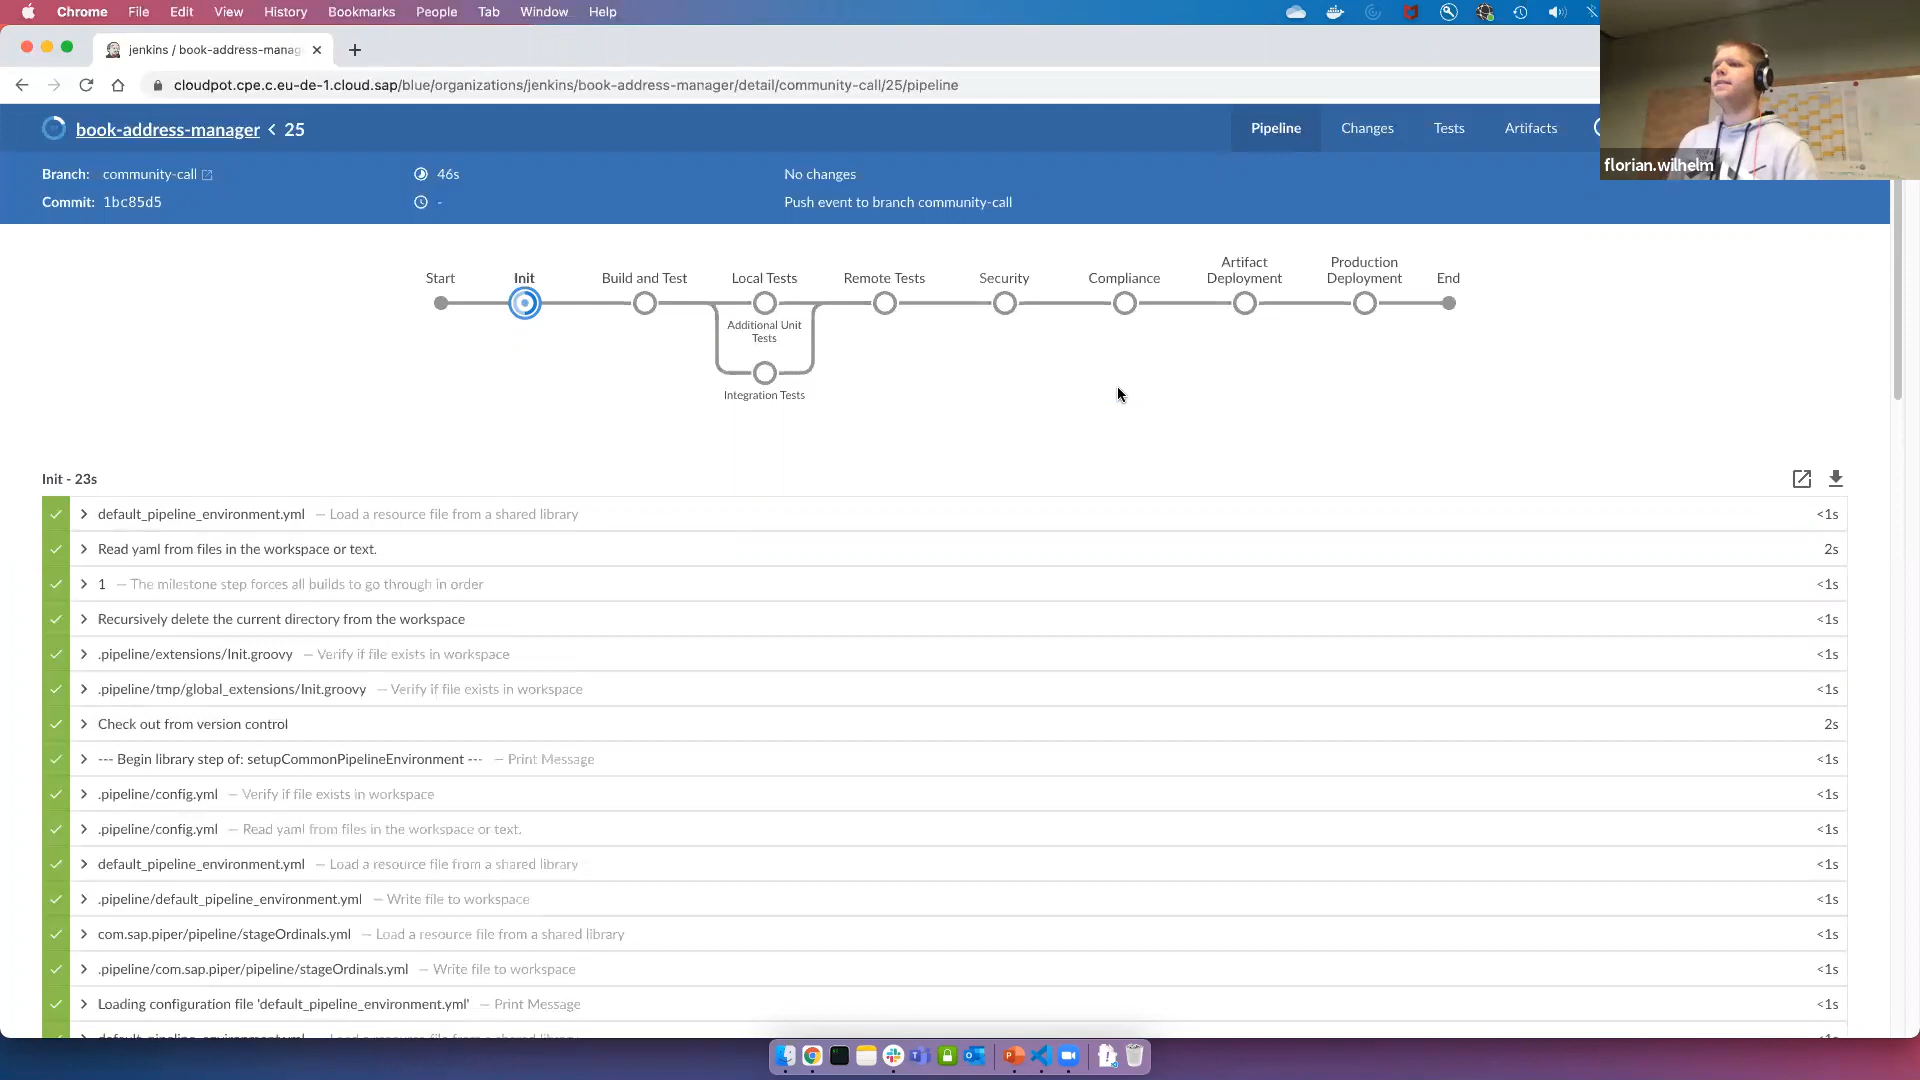 Chrome File Edit View History Bookmarks People Tab Window Help
jenkins / book-address-manag
cloudpot.cpe.c.eu-de-1.cloud.sap/blue/organizations/jenkins/book-address-manager/detail/community-call/25/pipeline
florian.wilhelm
book-address-manager < 25
Pipeline Changes Tests Artifacts
Branch: community-call 46s No changes
Commit: 1bc85d5 - Push event to branch community-call
Start Init Build and Test Local Tests Remote Tests Security Compliance Artifact Deployment Production Deployment End
Additional Unit
Tests
Integration Tests
Init - 23s
default_pipeline_environment.yml — Load a resource file from a shared library <1s
Read yaml from files in the workspace or text. 2s
1 — The milestone step forces all builds to go through in order <1s
Recursively delete the current directory from the workspace <1s
.pipeline/extensions/Init.groovy — Verify if file exists in workspace <1s
.pipeline/tmp/global_extensions/Init.groovy — Verify if file exists in workspace <1s
Check out from version control 2s
--- Begin library step of: setupCommonPipelineEnvironment --- — Print Message <1s
.pipeline/config.yml — Verify if file exists in workspace <1s
.pipeline/config.yml — Read yaml from files in the workspace or text. <1s
default_pipeline_environment.yml — Load a resource file from a shared library <1s
.pipeline/default_pipeline_environment.yml — Write file to workspace <1s
com.sap.piper/pipeline/stageOrdinals.yml — Load a resource file from a shared library <1s
.pipeline/com.sap.piper/pipeline/stageOrdinals.yml — Write file to workspace <1s
Loading configuration file 'default_pipeline_environment.yml' — Print Message <1s